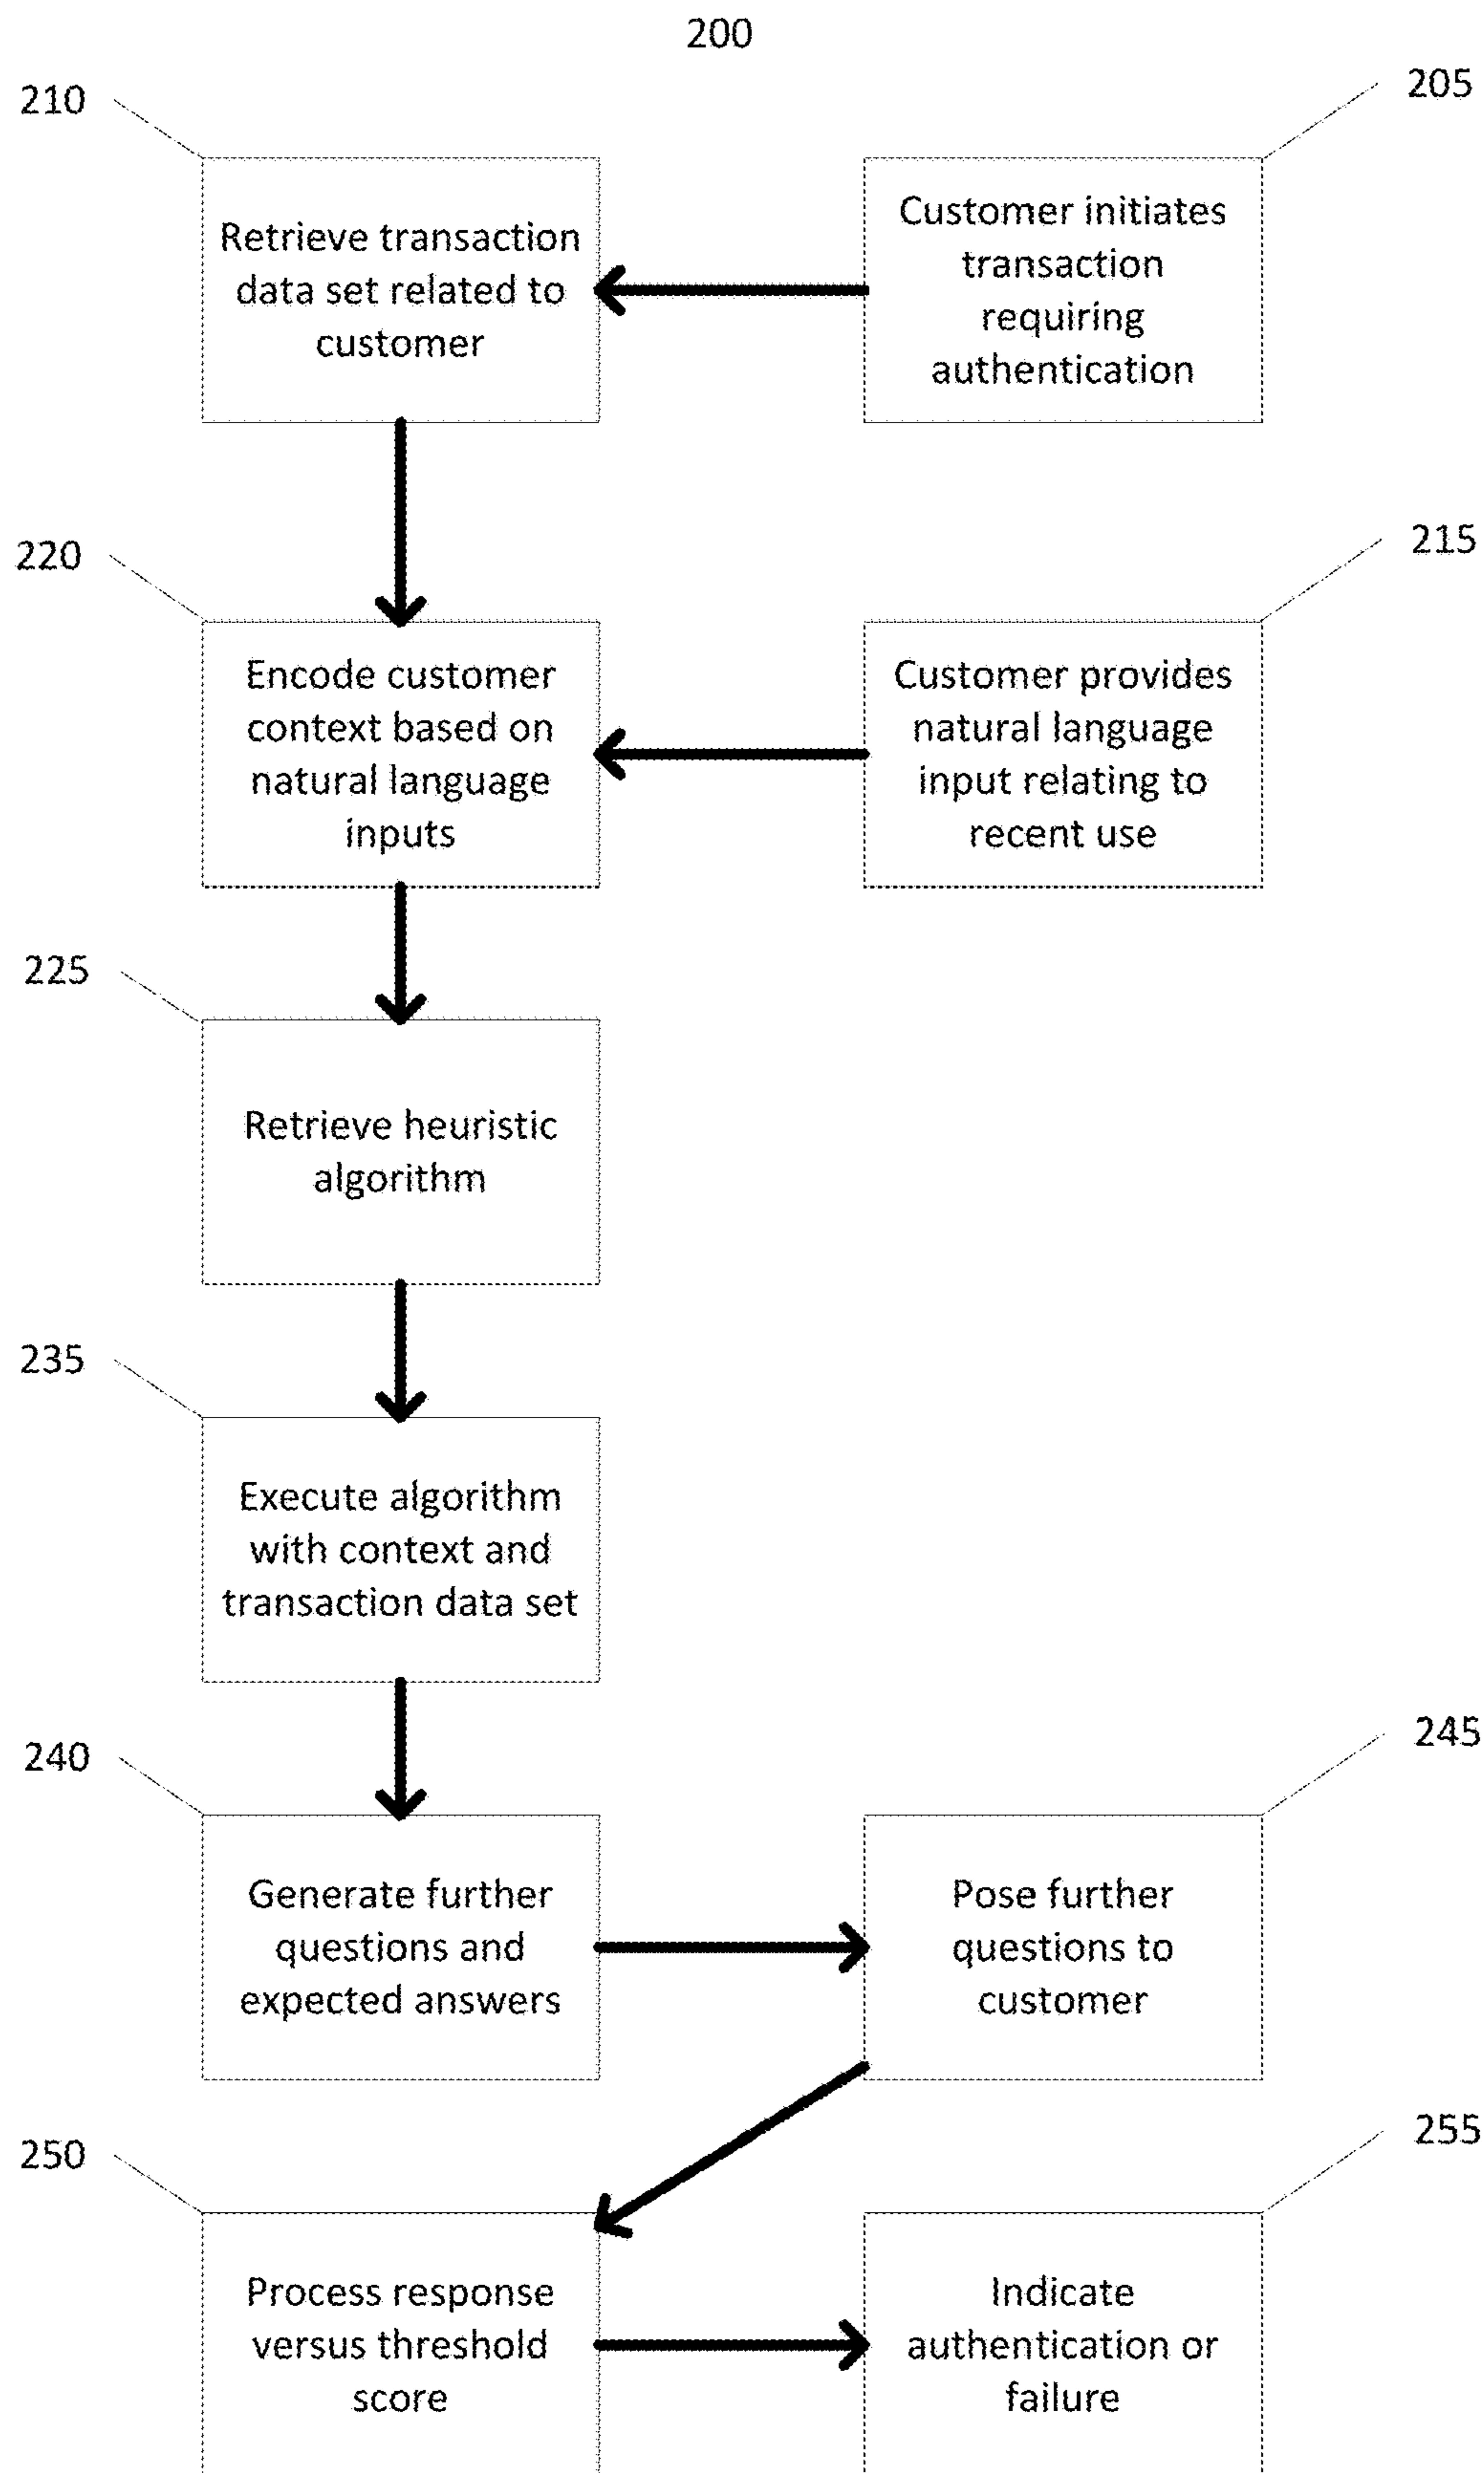 200
210
205
Retrieve transaction
data set related to
customer
Customer initiates
transaction
requiring
authentication
220
215
Encode customer
context based on
natural language
inputs
Customer provides
natural language
input relating to
recent use
225
Retrieve heuristic
algorithm
235
Execute algorithm
with context and
transaction data set
240
245
Generate further
questions and
expected answers
Pose further
questions to
customer
250
255
Process response
versus threshold
score
Indicate
authentication or
failure